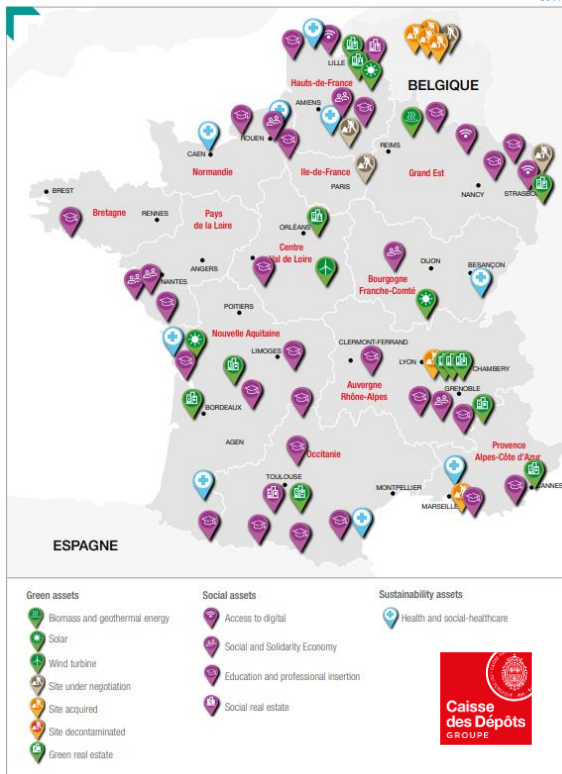 LILLE
Hauts-de-France
BELGIQUE
AMIENS
ROUEN
CAEN
REIMS
Normandie
Ile-de-France
Grand Est
PARIS
NANCY
BREST
Bretagne
RENNES
Pays
de la Loire
ORLÉANS
Centre
Val de Loire
ANGERS
NANTES
Bourgogne
Franche-Comté
DIJON
BESANÇON
POITIERS
Nouvelle Aquitaine
LIMOGES
CLERMONT-FERRAND
LYON
CHAMBERY
Auvergne
Rhône-Alpes
GRENOBLE
BORDEAUX
AGEN
Occitanie
Provence
Alpes-Côte d'Azur
TOULOUSE
MONTPELLIER
MARSEILLE
CANNES
ESPAGNE
Green assets
Biomass and geothermal energy
Solar
Wind turbine
Site under negotiation
Site acquired
Site decontaminated
Green real estate
Social assets
Access to digital
Social and Solidarity Economy
Education and professional insertion
Social real estate
Sustainability assets
Health and social-healthcare
Caisse
des Dépôts
GROUPE